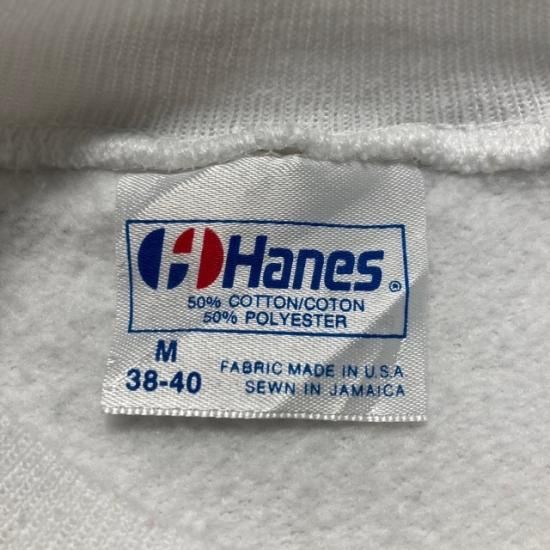 Hanes®
50% COTTON/COTON
50% POLYESTER
M
38-40
FABRIC MADE IN U.S.A
SEWN IN JAMAICA